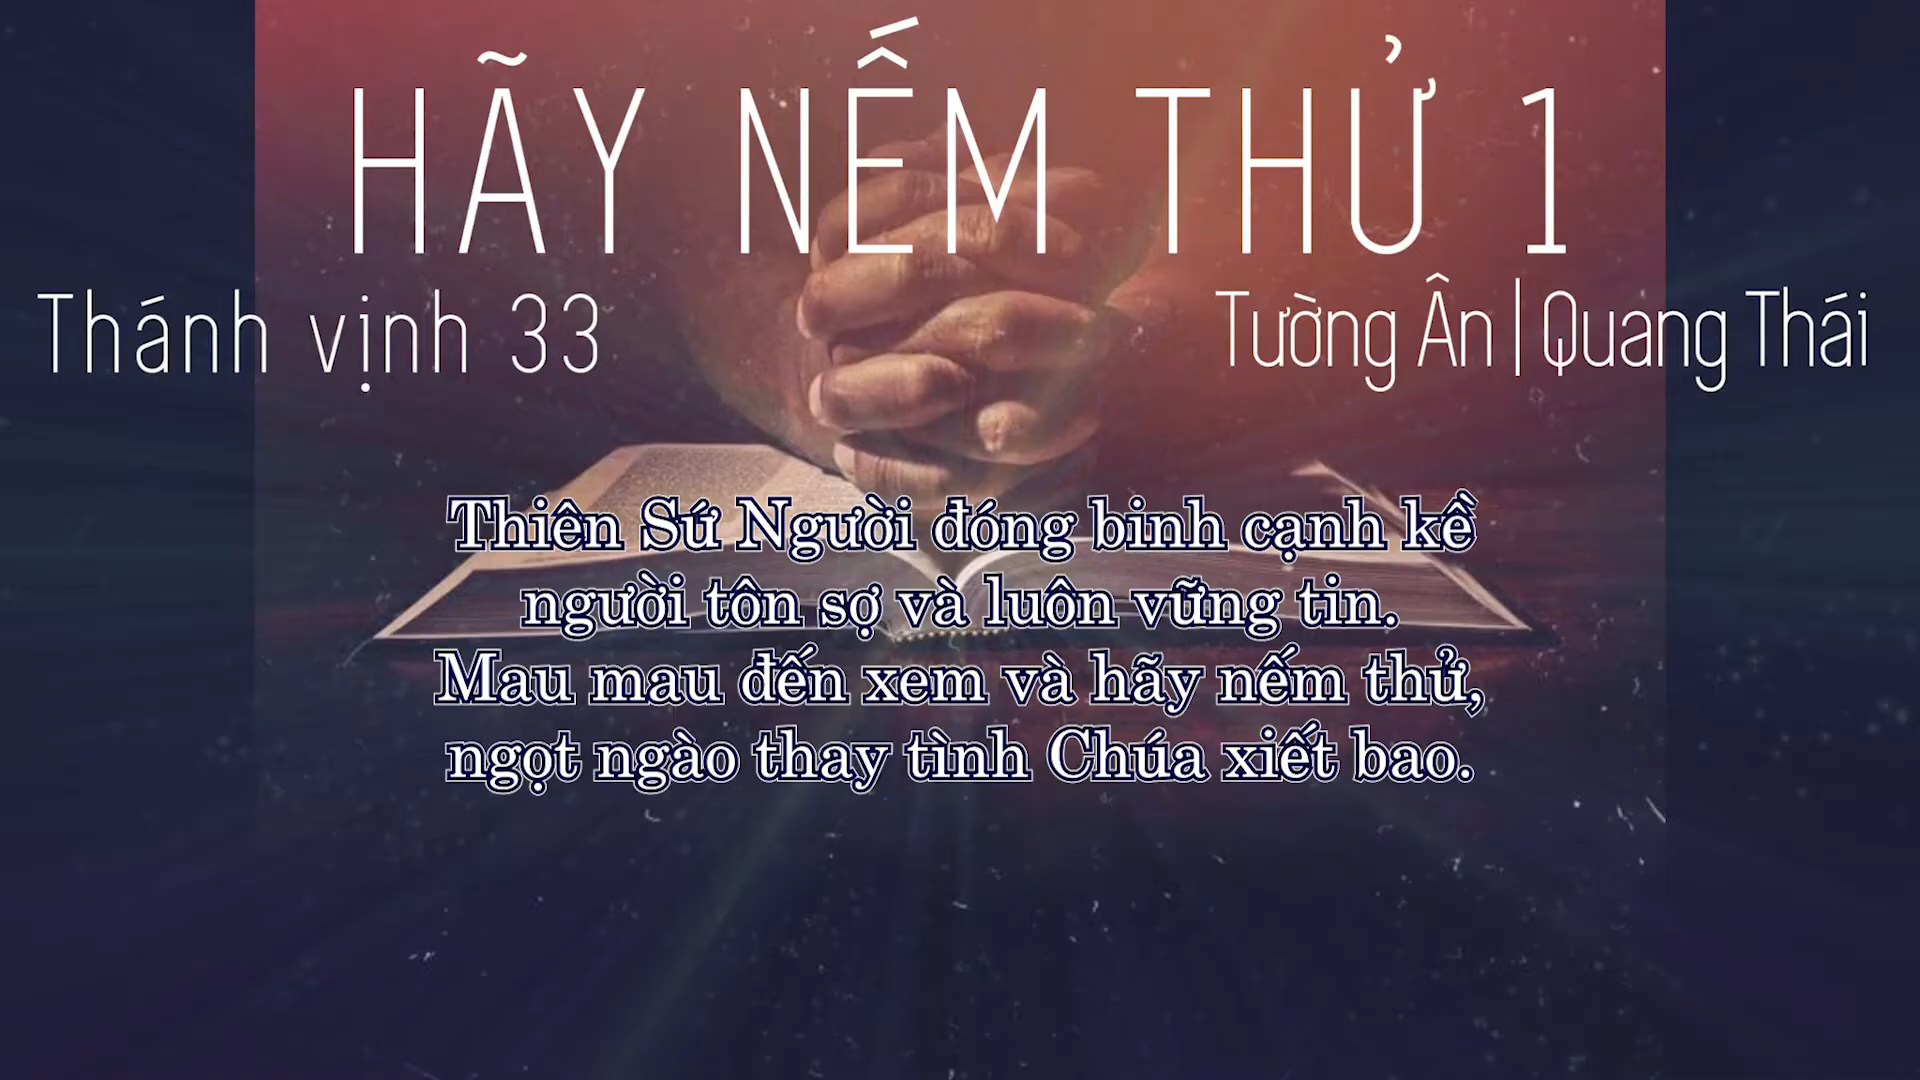 HÃY NẾM THỬ 1
Thánh vịnh 33
Tường Ân | Quang Thái
Thiên Sứ Người đóng binh cạnh kề
người tôn sợ và luôn vững tin.
Mau mau đến xem và hãy nếm thử,
ngọt ngào thay tình Chúa xiết bao.